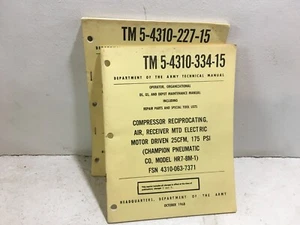 TM 5-4310-227-15
TM 5-4310-334-15
DEPARTMENT OF THE ARMY TECHNICAL MANUAL
OPERATOR, ORGANIZATIONAL
DS, GS, AND DEPOT MAINTENANCE MANUAL
INCLUDING
REPAIR PARTS AND SPECIAL TOOL LISTS
COMPRESSOR RECIPROCATING,
AIR, RECEIVER MTD ELECTRIC
MOTOR DRIVEN 25CFM, 175 PSI
(CHAMPION PNEUMATIC
CO. MODEL HR7-8M-1)
FSN 4310-063-7371
HEADQUARTERS, DEPARTMENT OF THE ARMY
OCTOBER 1968